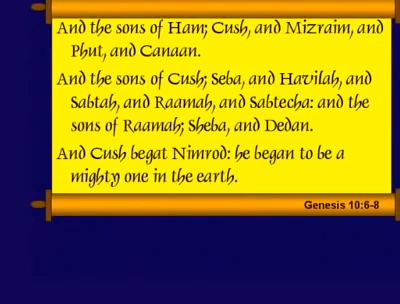 And the sons of Ham; Cush, and Mizraim, and
Phut, and Canaan.
And the sons of Cush; Seba, and Havilah, and
Sabtah, and Raamah, and Sabtecha: and the
sons of Raamah; Sheba, and Dedan.
And Cush begat Nimrod: he began to be a
mighty one in the earth.
Genesis 10:6-8